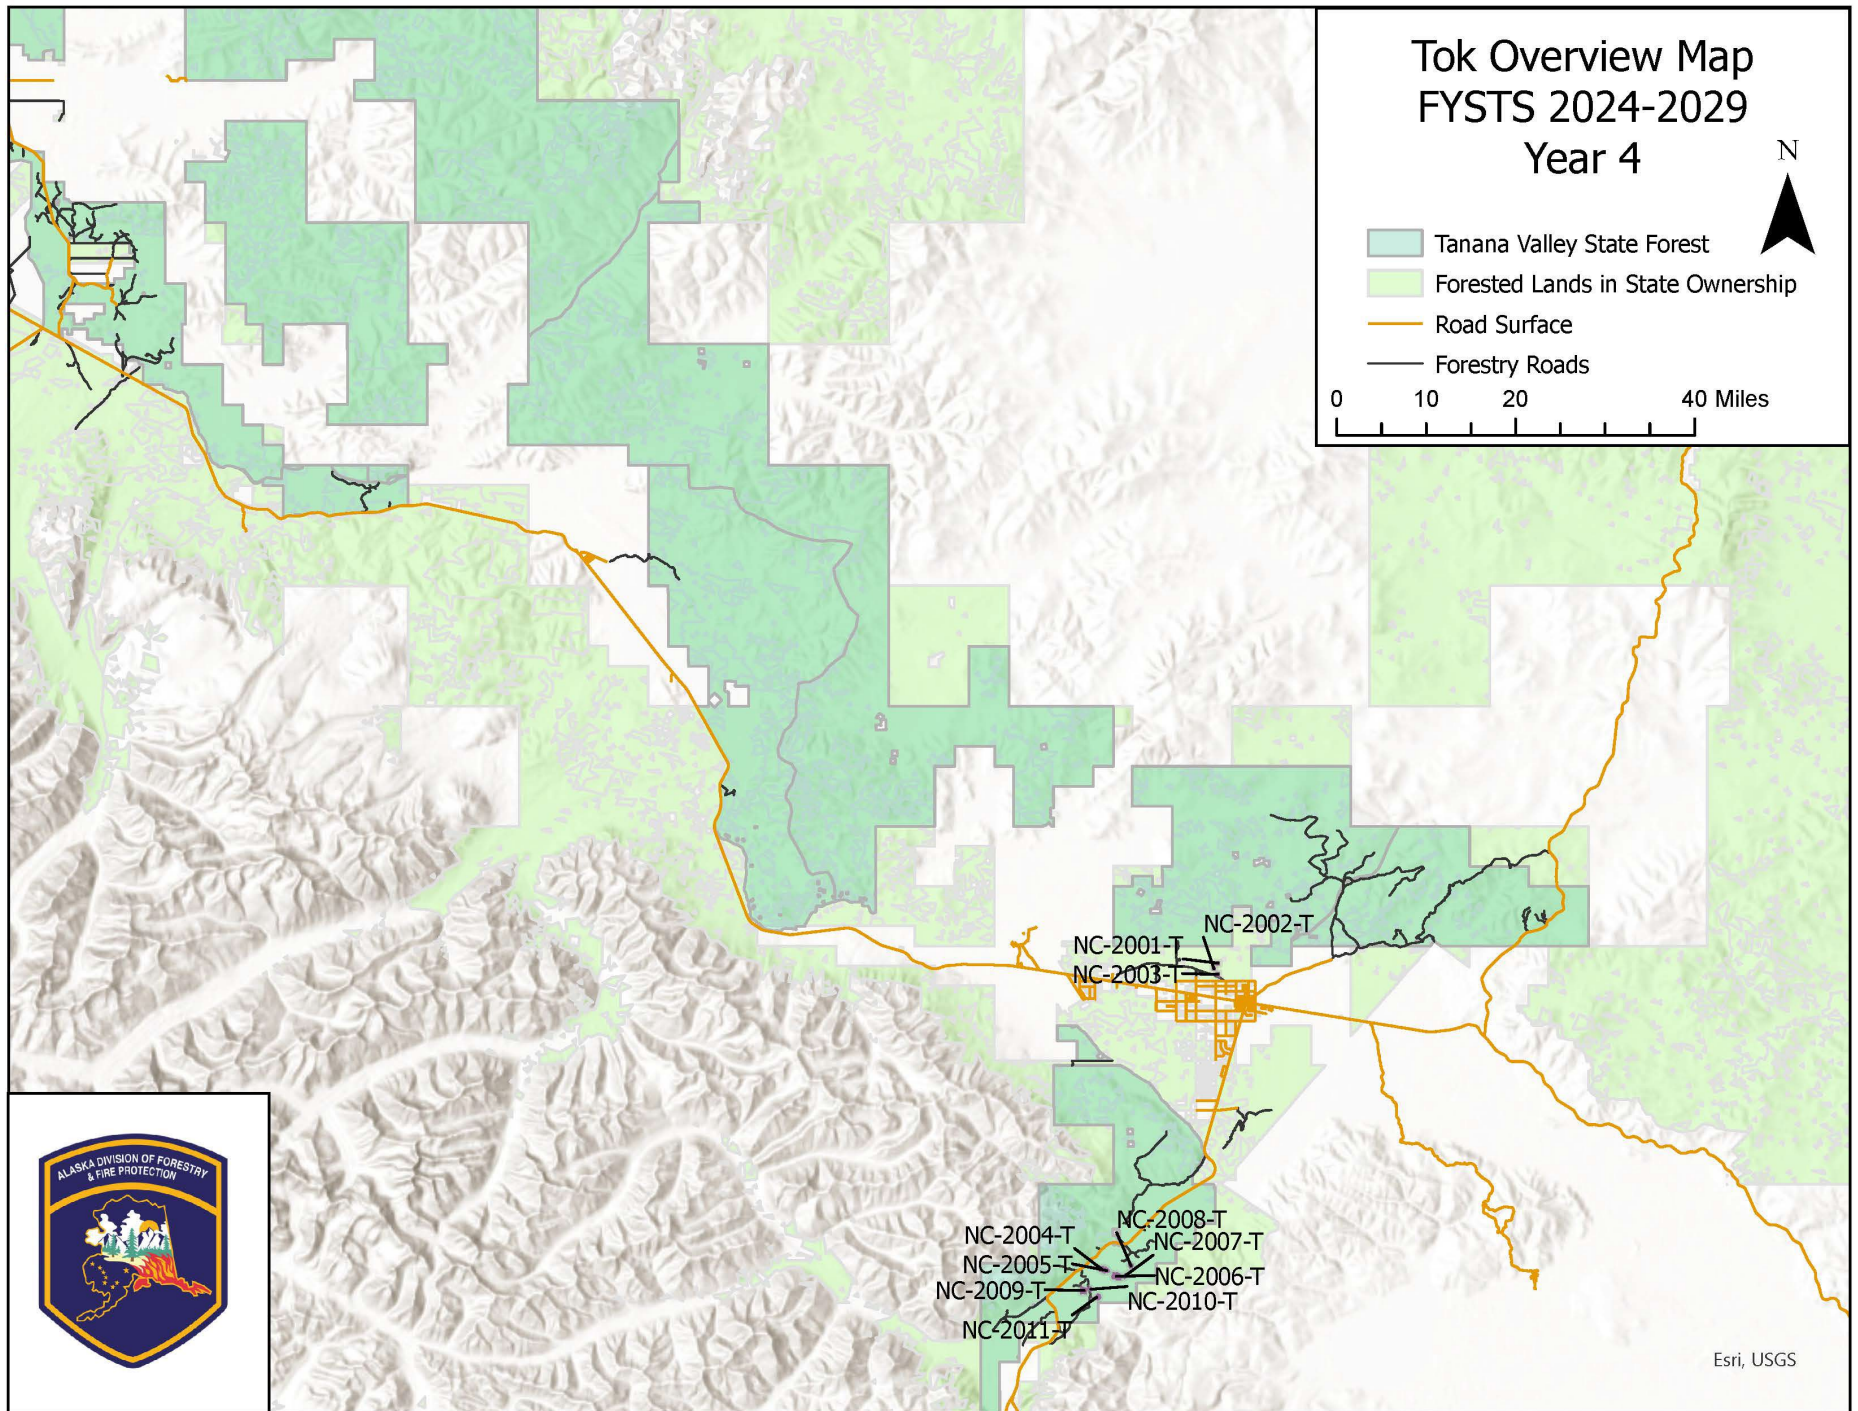 Tok Overview Map
FYSTS 2024-2029
Year 4
N
Tanana Valley State Forest
Forested Lands in State Ownership
Road Surface
Forestry Roads
0 10 20 40 Miles
NC-2002-T
NC-2001-T
NC-2003-T
NC-2008-T
NC-2004-T
NC-2007-T
NC-2005-T
NC-2006-T
NC-2009-T
NC-2010-T
NC-2011-T
ALASKA DIVISION OF FORESTRY
& FIRE PROTECTION
Esri, USGS